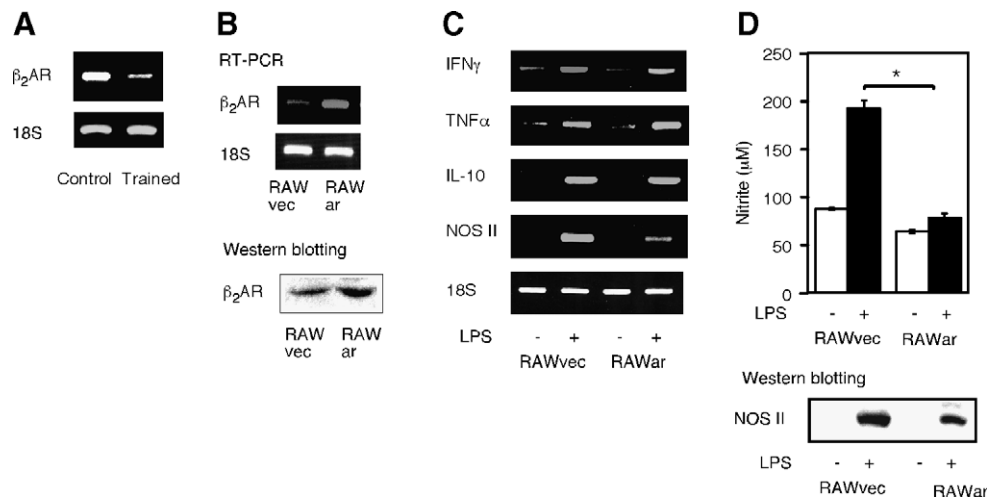 A
β2AR
18S
Control Trained
B
RT-PCR
β2AR
18S
RAW vec
RAW ar
Western blotting
β2AR
RAW vec
RAW ar
C
IFNγ
TNFα
IL-10
NOS II
18S
LPS - + - +
RAWvec RAWar
D
Nitrite (μM)
250
200
150
100
50
0
*
LPS - + - +
RAWvec RAWar
Western blotting
NOS II
LPS - + - +
RAWvec RAWar